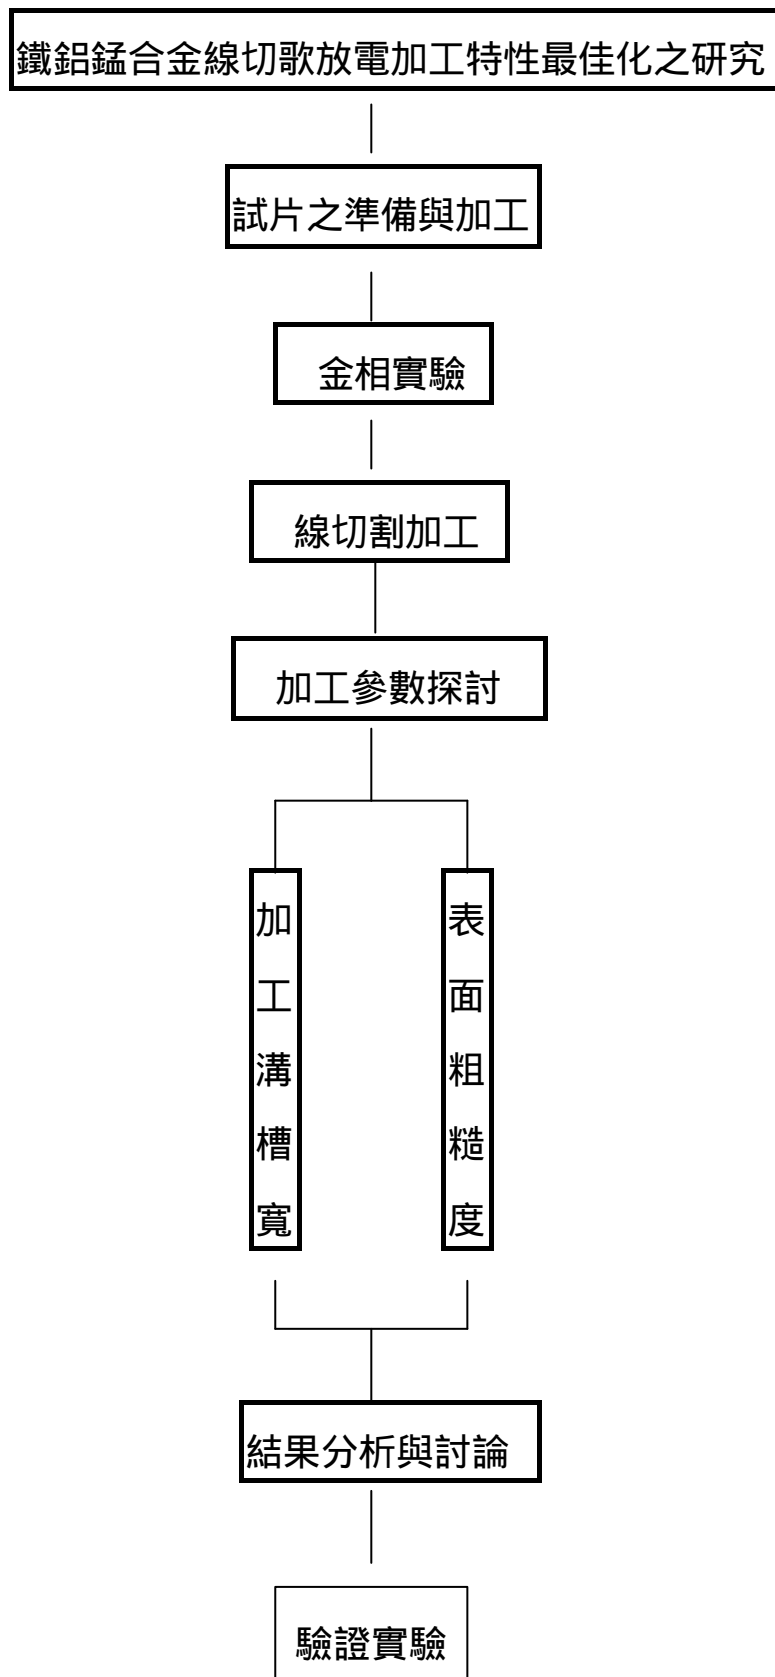 鐵鋁錳合金線切歌放電加工特性最佳化之研究
試片之準備與加工
金相實驗
線切割加工
加工參數探討
加工溝槽寬
表面粗糙度
結果分析與討論
驗證實驗